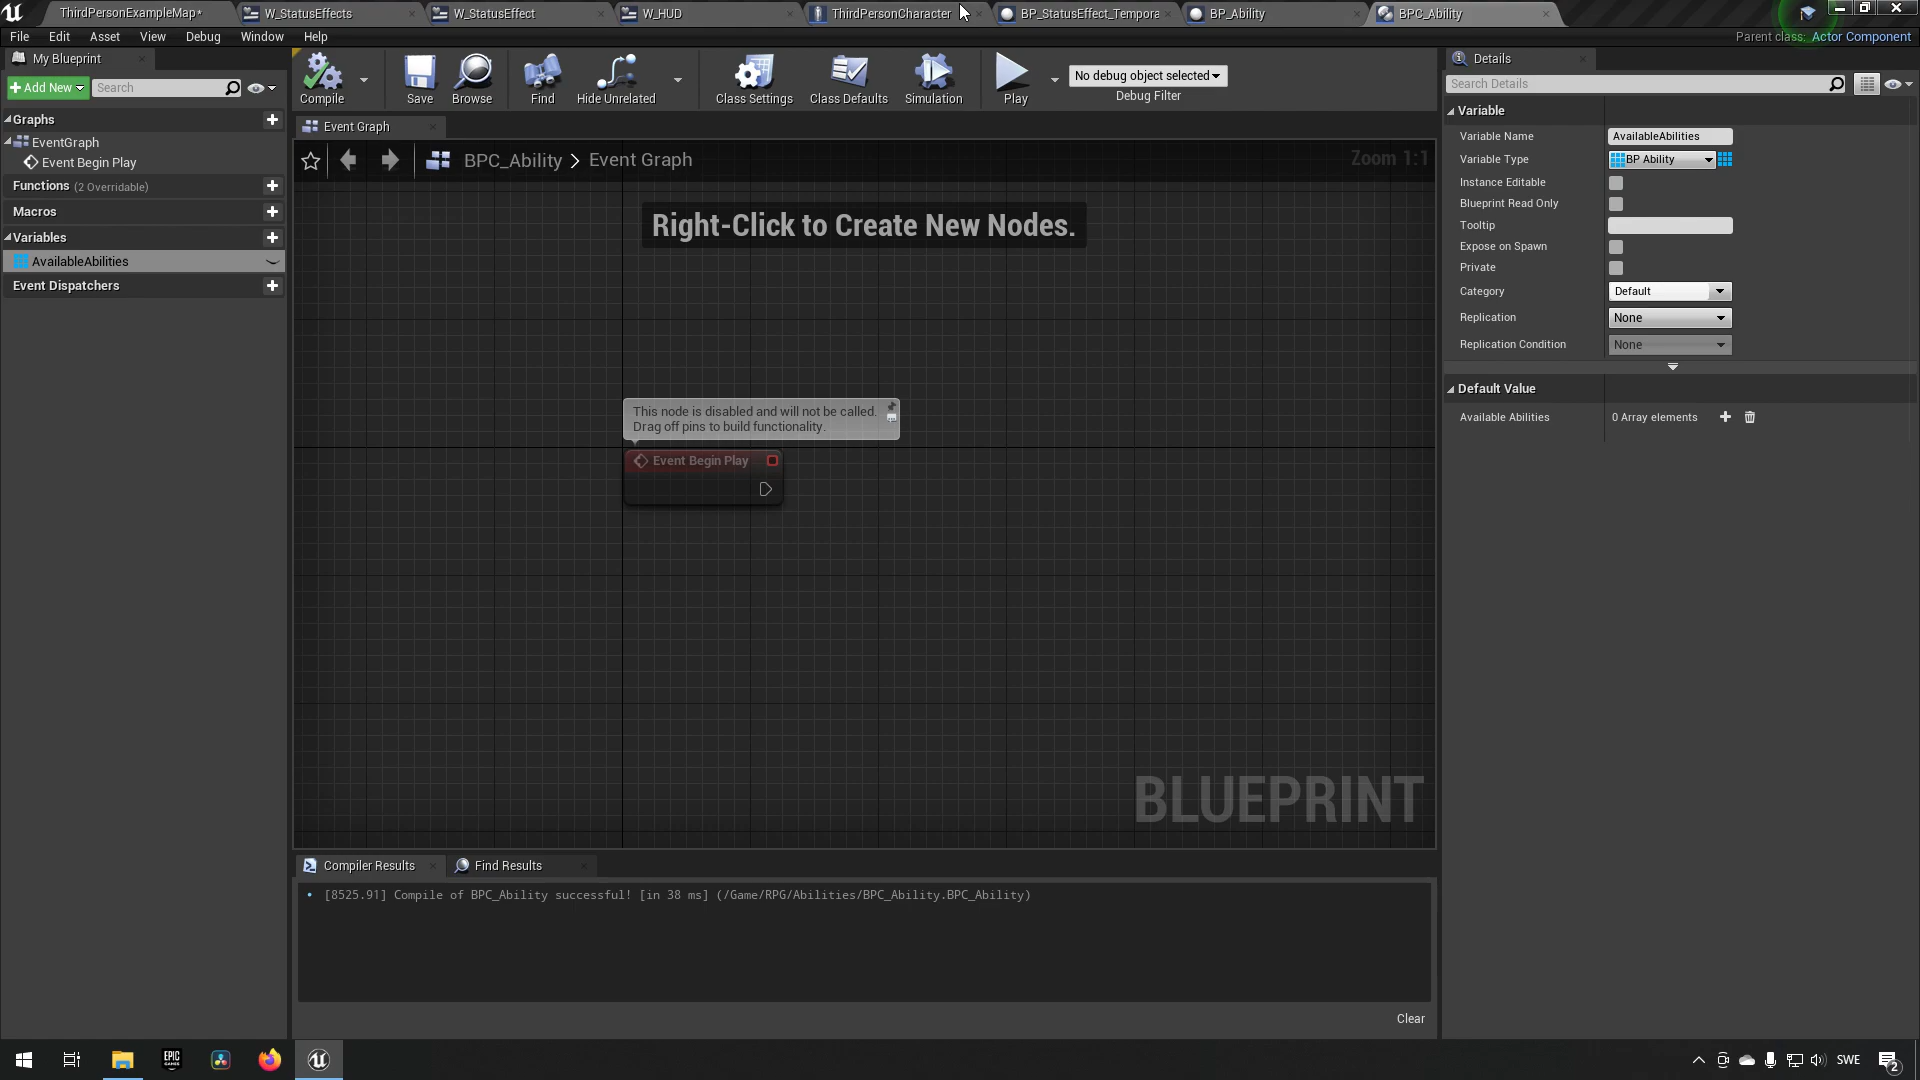 ThirdPersonExampleMap*
W_StatusEffects
W_StatusEffect
W_HUD
ThirdPersonCharacter
BP_StatusEffect_Tempora
BP_Ability
BPC_Ability
File
Edit
Asset
View
Debug
Window
Help
Parent class: Actor Component
My Blueprint
Add New
Search
Compile
Save
Browse
Find
Hide Unrelated
Class Settings
Class Defaults
Simulation
Play
No debug object selected
Debug Filter
Details
Search Details
Graphs
EventGraph
Event Begin Play
Functions (2 Overridable)
Macros
Variables
AvailableAbilities
Event Dispatchers
Event Graph
BPC_Ability > Event Graph
Zoom 1:1
Right-Click to Create New Nodes.
This node is disabled and will not be called.
Drag off pins to build functionality.
Event Begin Play
BLUEPRINT
Variable
Variable Name
AvailableAbilities
Variable Type
BP Ability
Instance Editable
Blueprint Read Only
Tooltip
Expose on Spawn
Private
Category
Default
Replication
None
Replication Condition
None
Default Value
Available Abilities
0 Array elements
Compiler Results
Find Results
[8525.91] Compile of BPC_Ability successful! [in 38 ms] (/Game/RPG/Abilities/BPC_Ability.BPC_Ability)
Clear
EPIC
GAMES
SWE
2